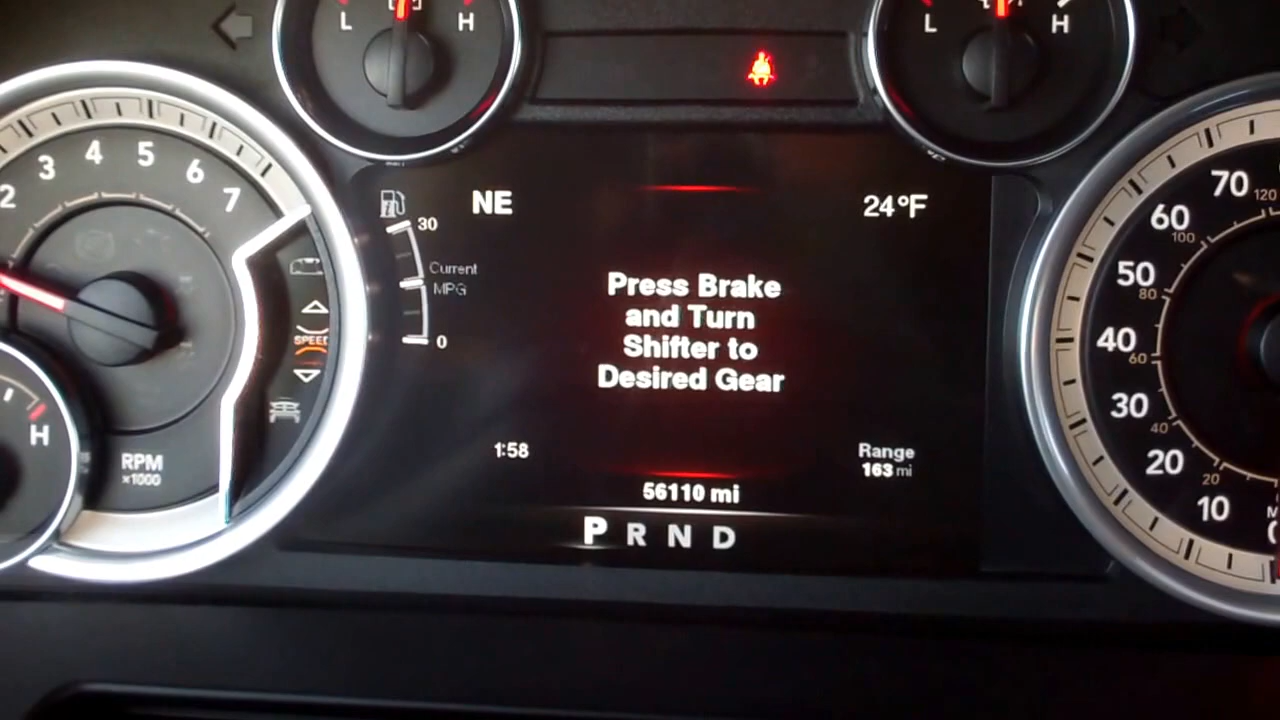 L H
L H
2 3 4 5 6 7
RPM
x1000
H
SPEED
NE
24°F
30
Current
MPG
0
Press Brake
and Turn
Shifter to
Desired Gear
1:58
Range
163 mi
56110 mi
P R N D
70
120
60
100
50
80
40
60
30
40
20
20
10